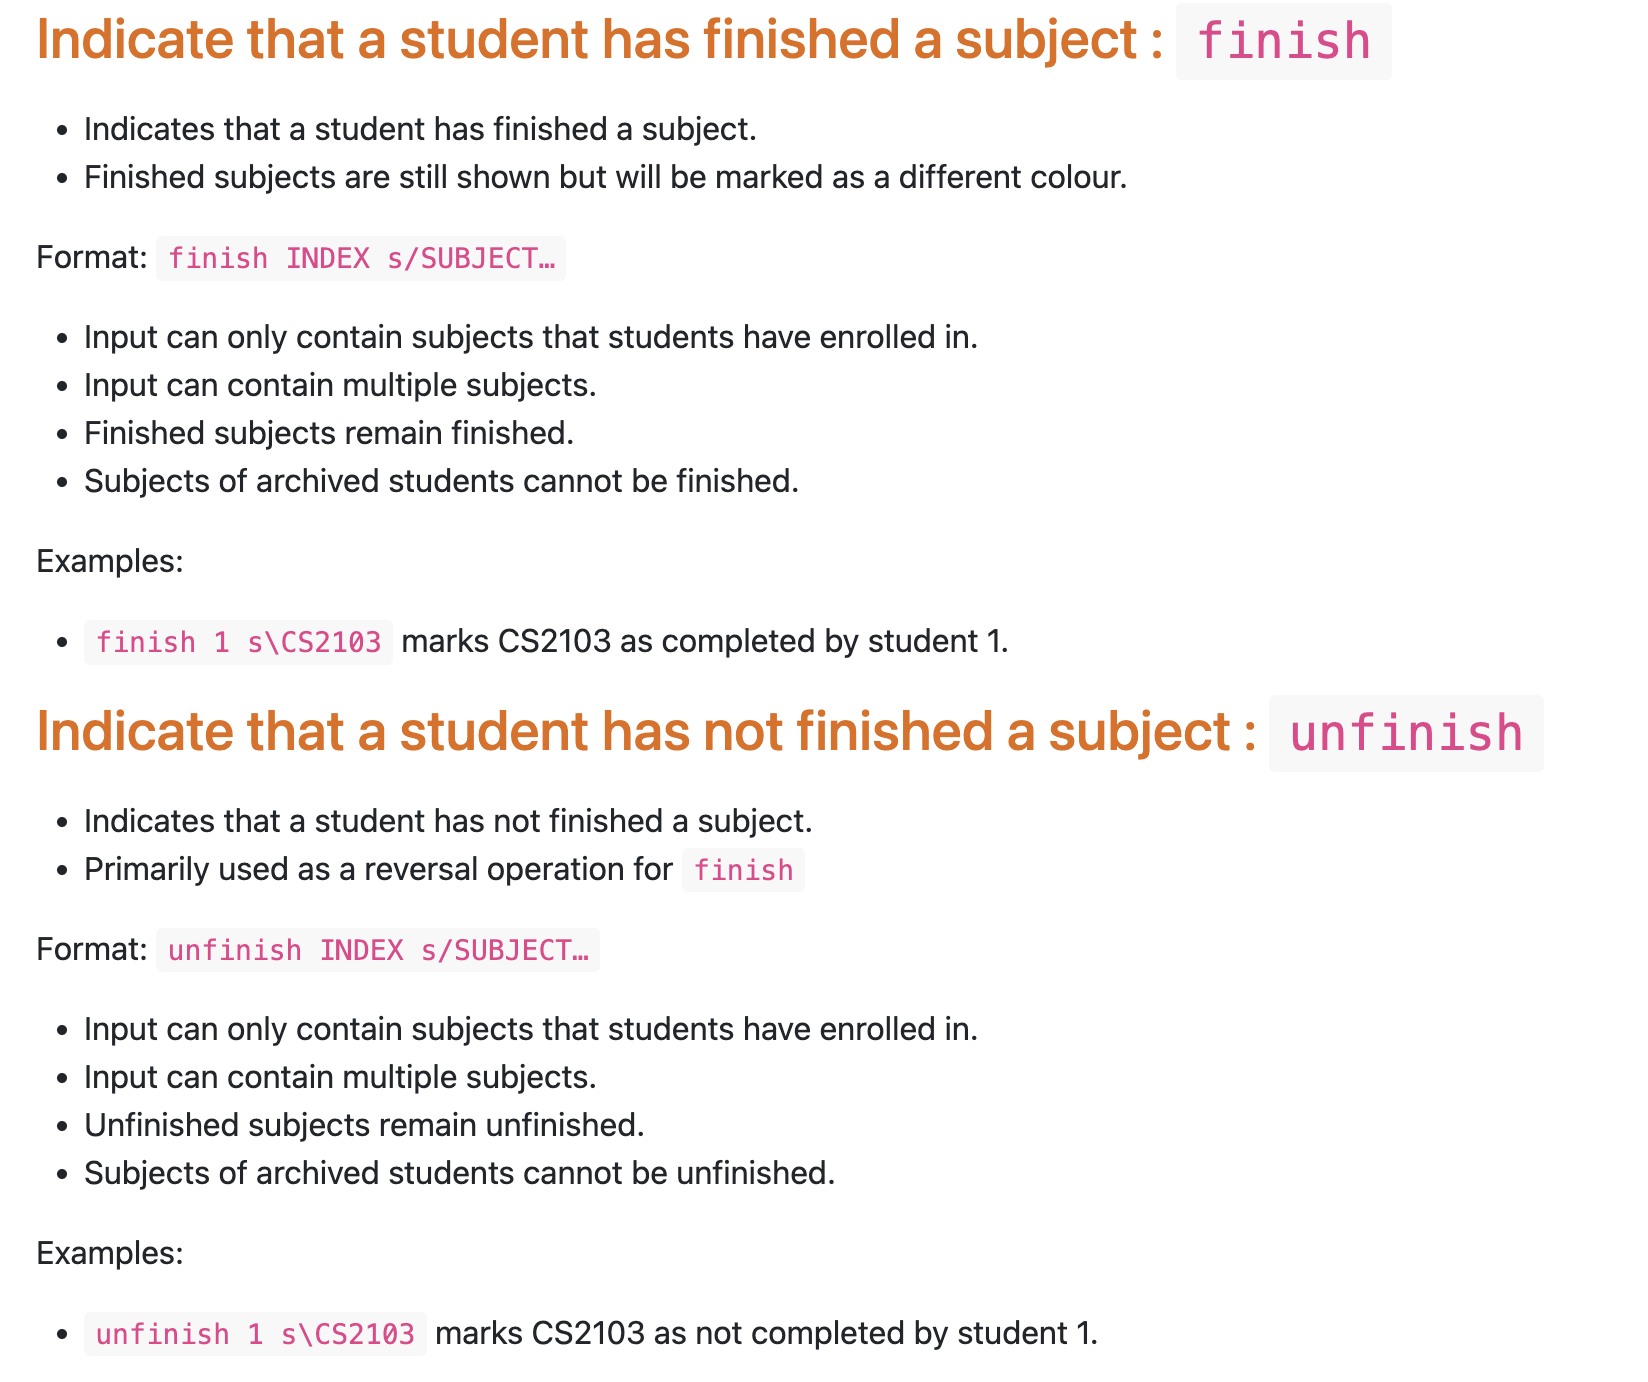 Indicate that a student has finished a subject : finish
• Indicates that a student has finished a subject.
• Finished subjects are still shown but will be marked as a different colour.
Format: finish INDEX s/SUBJECT…
• Input can only contain subjects that students have enrolled in.
• Input can contain multiple subjects.
• Finished subjects remain finished.
• Subjects of archived students cannot be finished.
Examples:
• finish 1 s\CS2103 marks CS2103 as completed by student 1.
Indicate that a student has not finished a subject : unfinish
• Indicates that a student has not finished a subject.
• Primarily used as a reversal operation for finish
Format: unfinish INDEX s/SUBJECT…
• Input can only contain subjects that students have enrolled in.
• Input can contain multiple subjects.
• Unfinished subjects remain unfinished.
• Subjects of archived students cannot be unfinished.
Examples:
• unfinish 1 s\CS2103 marks CS2103 as not completed by student 1.